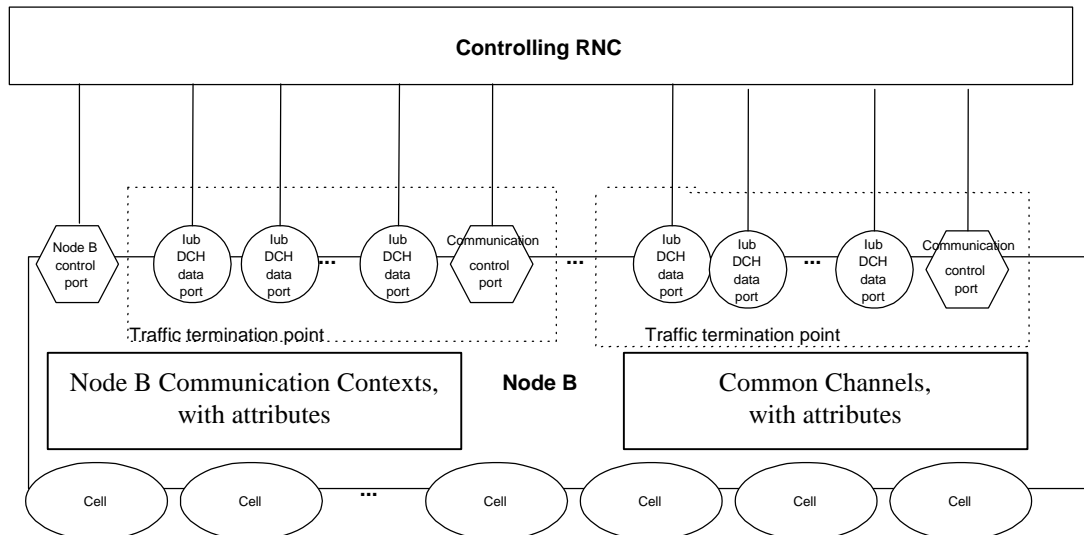 Controlling RNC
Node B
control
port
Iub
DCH
data
port
Iub
DCH
data
port
...
Iub
DCH
data
port
Communication
control
port
...
Iub
DCH
data
port
Iub
DCH
data
port
...
Iub
DCH
data
port
Communication
control
port
Traffic termination point
Traffic termination point
Node B Communication Contexts,
with attributes
Node B
Common Channels,
with attributes
Cell
Cell
...
Cell
Cell
Cell
Cell